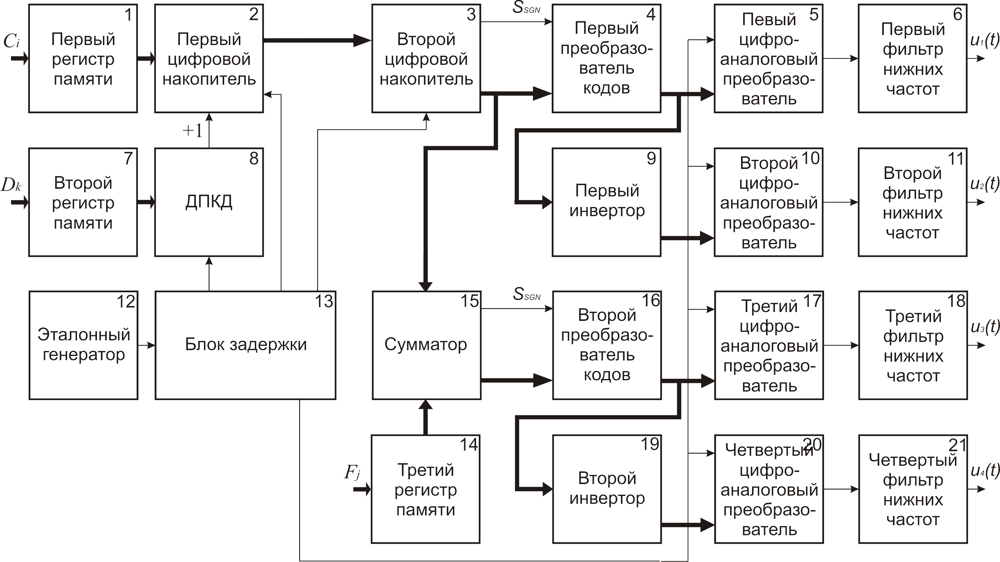 1
Первый
регистр
памяти
Ci
2
Первый
цифровой
накопитель
3
Второй
цифровой
накопитель
SSGN
4
Первый
преобразо-
ватель
кодов
5
Певый
цифро-
аналоговый
преобразо-
ватель
6
Первый
фильтр
нижних
частот
u1(t)
+1
7
Второй
регистр
памяти
Dk
8
ДПКД
9
Первый
инвертор
10
Второй
цифро-
аналоговый
преобразо-
ватель
11
Второй
фильтр
нижних
частот
u2(t)
12
Эталонный
генератор
13
Блок задержки
15
Сумматор
SSGN
16
Второй
преобразо-
ватель
кодов
17
Третий
цифро-
аналоговый
преобразо-
ватель
18
Третий
фильтр
нижних
частот
u3(t)
14
Третий
регистр
памяти
Fj
19
Второй
инвертор
20
Четвертый
цифро-
аналоговый
преобразо-
ватель
21
Четвертый
фильтр
нижних
частот
u4(t)